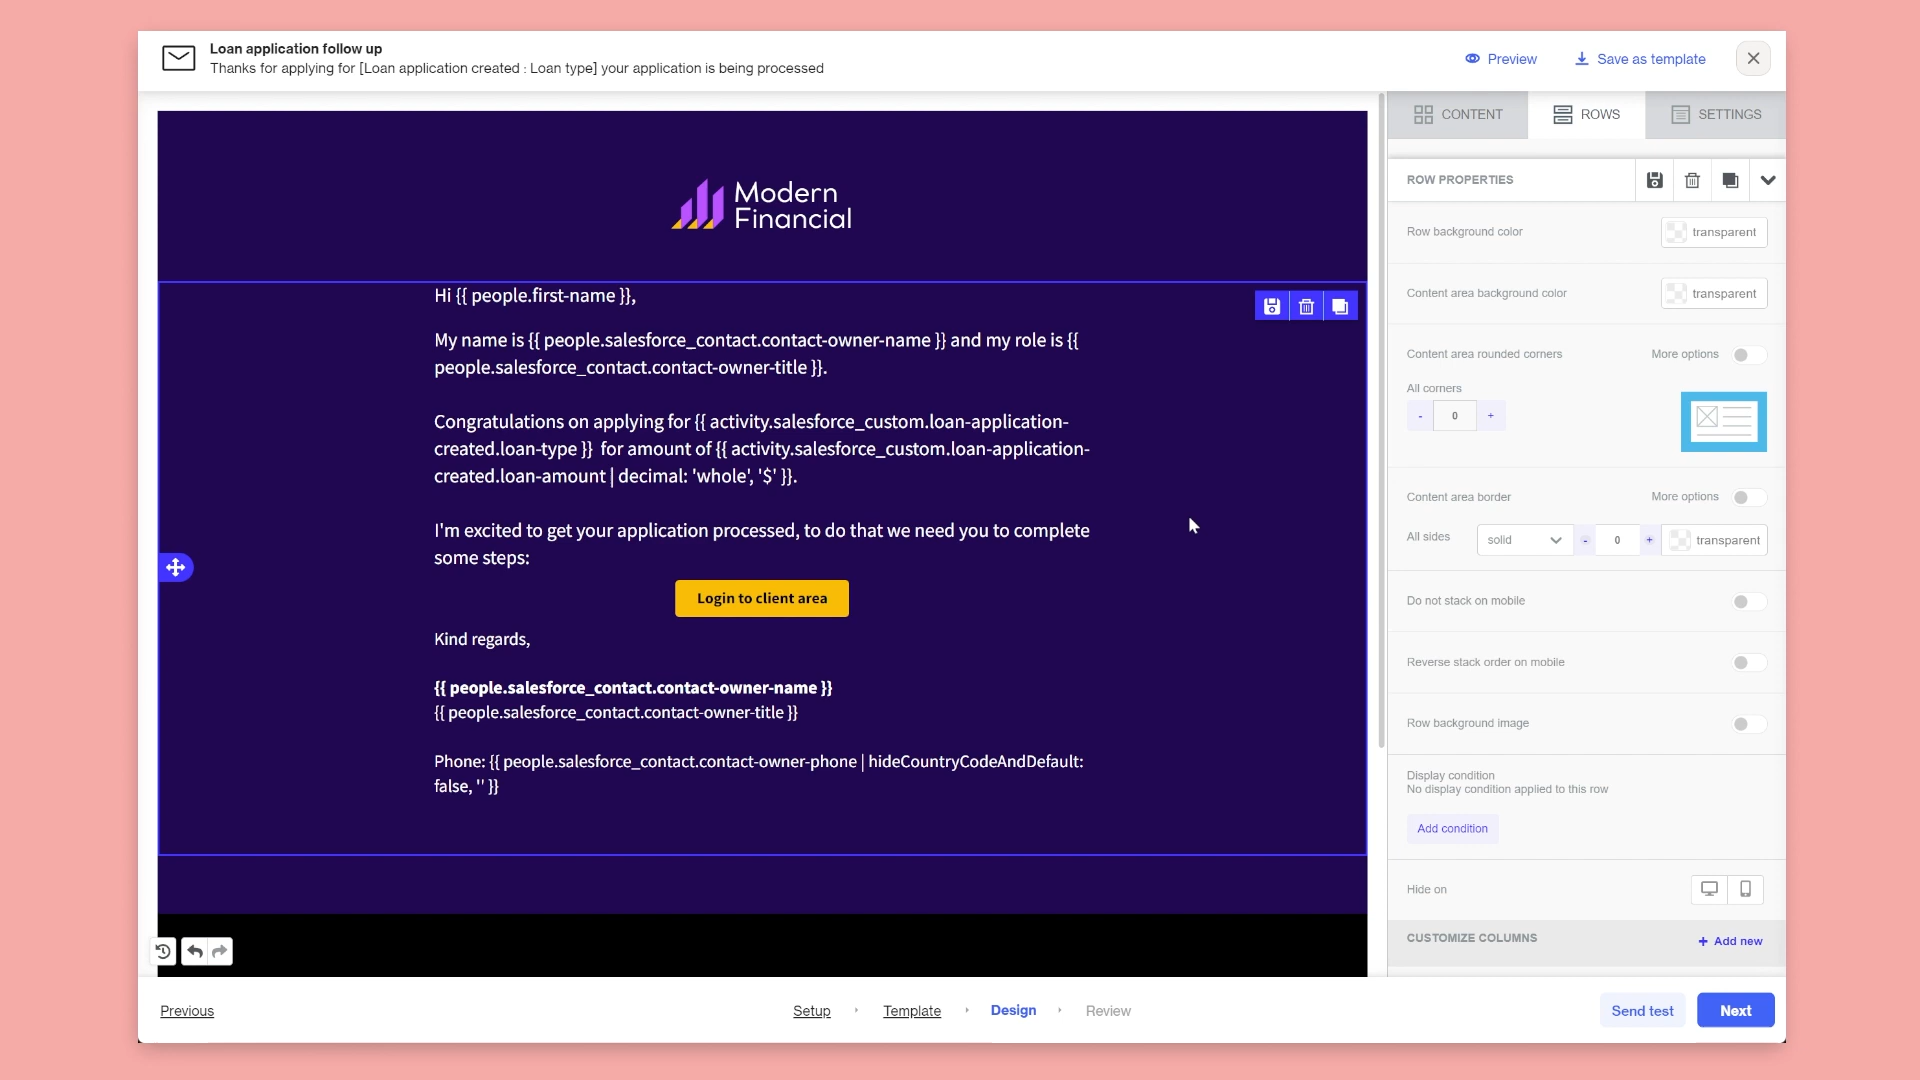 Loan application follow up
Thanks for applying for [Loan application created : Loan type] your application is being processed
Preview
Save as template
CONTENT
ROWS
SETTINGS
Modern
Financial
Hi {{ people.first-name }},
My name is {{ people.salesforce_contact.contact-owner-name }} and my role is {{
people.salesforce_contact.contact-owner-title }}.
Congratulations on applying for {{ activity.salesforce_custom.loan-application-
created.loan-type }}  for amount of {{ activity.salesforce_custom.loan-application-
created.loan-amount | decimal: 'whole', '$' }}.
I'm excited to get your application processed, to do that we need you to complete
some steps:
Login to client area
Kind regards,
{{ people.salesforce_contact.contact-owner-name }}
{{ people.salesforce_contact.contact-owner-title }}
Phone: {{ people.salesforce_contact.contact-owner-phone | hideCountryCodeAndDefault:
false, '' }}
ROW PROPERTIES
Row background color
transparent
Content area background color
transparent
Content area rounded corners
More options
All corners
- 0 +
Content area border
More options
All sides
solid
- 0 +
transparent
Do not stack on mobile
Reverse stack order on mobile
Row background image
Display condition
No display condition applied to this row
Add condition
Hide on
CUSTOMIZE COLUMNS
+ Add new
Previous
Setup
Template
Design
Review
Send test
Next